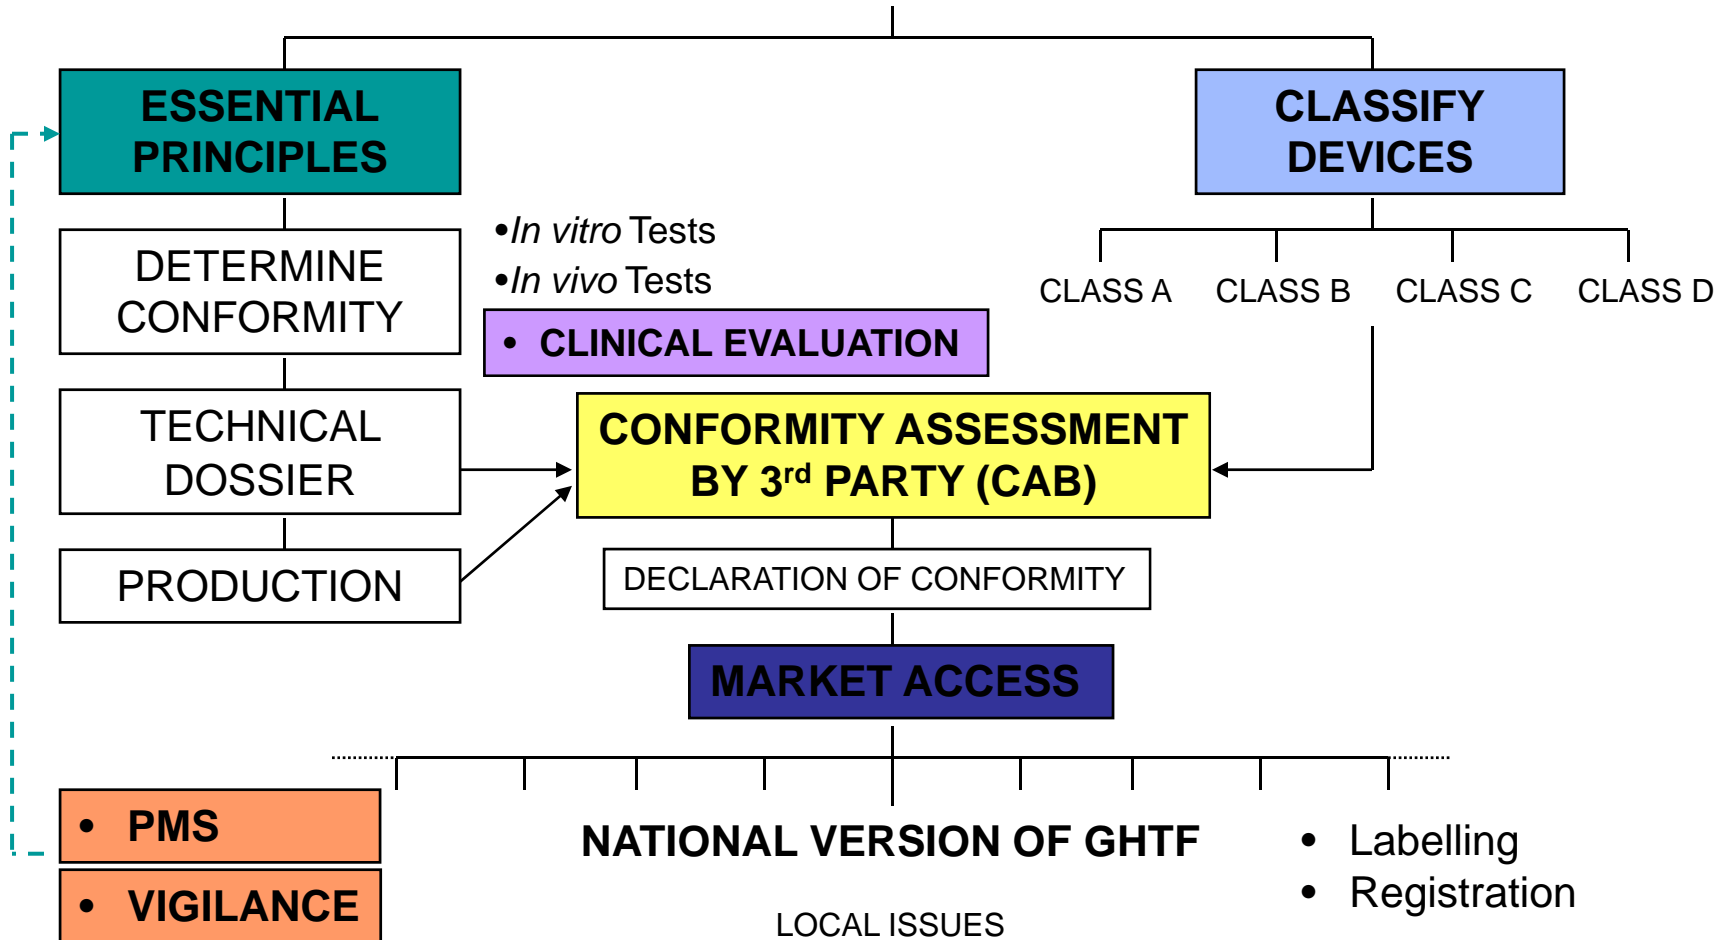 ESSENTIAL
PRINCIPLES
CLASSIFY
DEVICES
DETERMINE
CONFORMITY
•In vitro Tests
•In vivo Tests
• CLINICAL EVALUATION
CLASS A
CLASS B
CLASS C
CLASS D
TECHNICAL
DOSSIER
CONFORMITY ASSESSMENT
BY 3rd PARTY (CAB)
PRODUCTION
DECLARATION OF CONFORMITY
MARKET ACCESS
• PMS
• VIGILANCE
NATIONAL VERSION OF GHTF
LOCAL ISSUES
• Labelling
• Registration